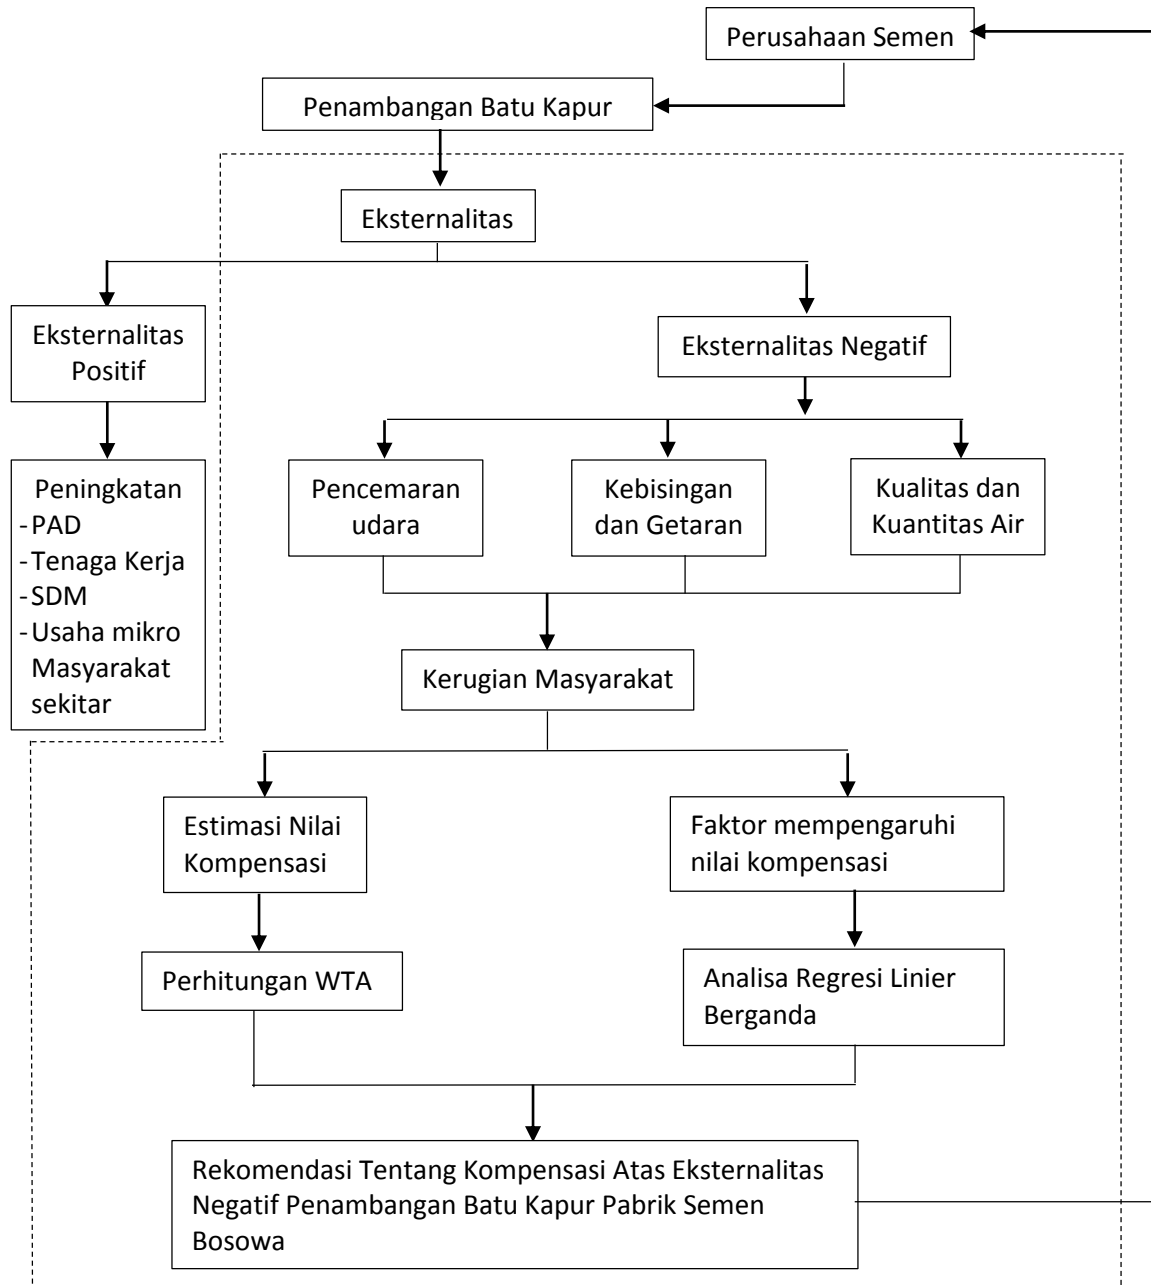 Perusahaan Semen
Penambangan Batu Kapur
Eksternalitas
Eksternalitas
Positif
Eksternalitas Negatif
Peningkatan
-PAD
-Tenaga Kerja
-SDM
-Usaha mikro
Masyarakat
sekitar
Pencemaran
udara
Kebisingan
dan Getaran
Kualitas dan
Kuantitas Air
Kerugian Masyarakat
Estimasi Nilai
Kompensasi
Faktor mempengaruhi
nilai kompensasi
Perhitungan WTA
Analisa Regresi Linier
Berganda
Rekomendasi Tentang Kompensasi Atas Eksternalitas
Negatif Penambangan Batu Kapur Pabrik Semen
Bosowa